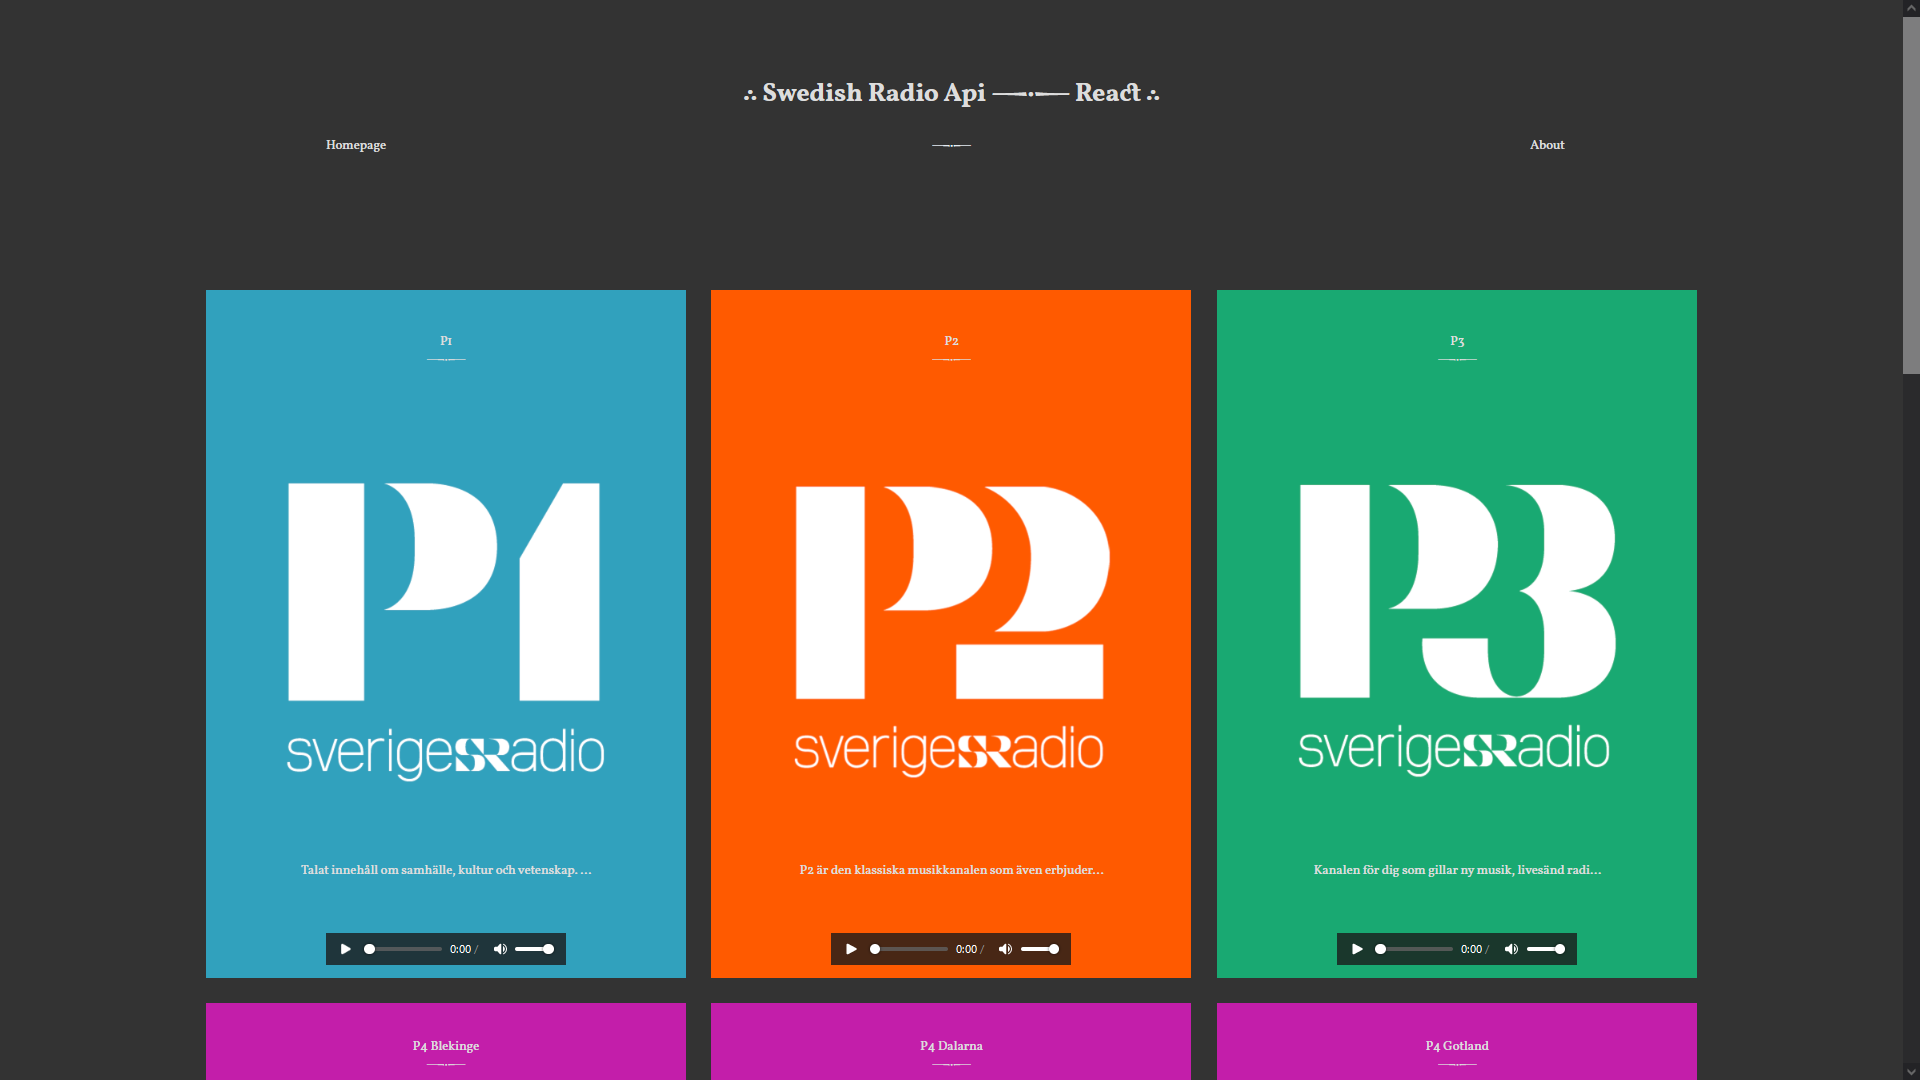 ∴ Swedish Radio Api —·— React ∴
Homepage
About
P1
P2
P3
P1
sverigesRadio
P2
sverigesRadio
P3
sverigesRadio
Talat innehåll om samhälle, kultur och vetenskap. ...
P2 är den klassiska musikkanalen som även erbjuder...
Kanalen för dig som gillar ny musik, livesänd radi...
0:00 /
0:00 /
0:00 /
P4 Blekinge
P4 Dalarna
P4 Gotland